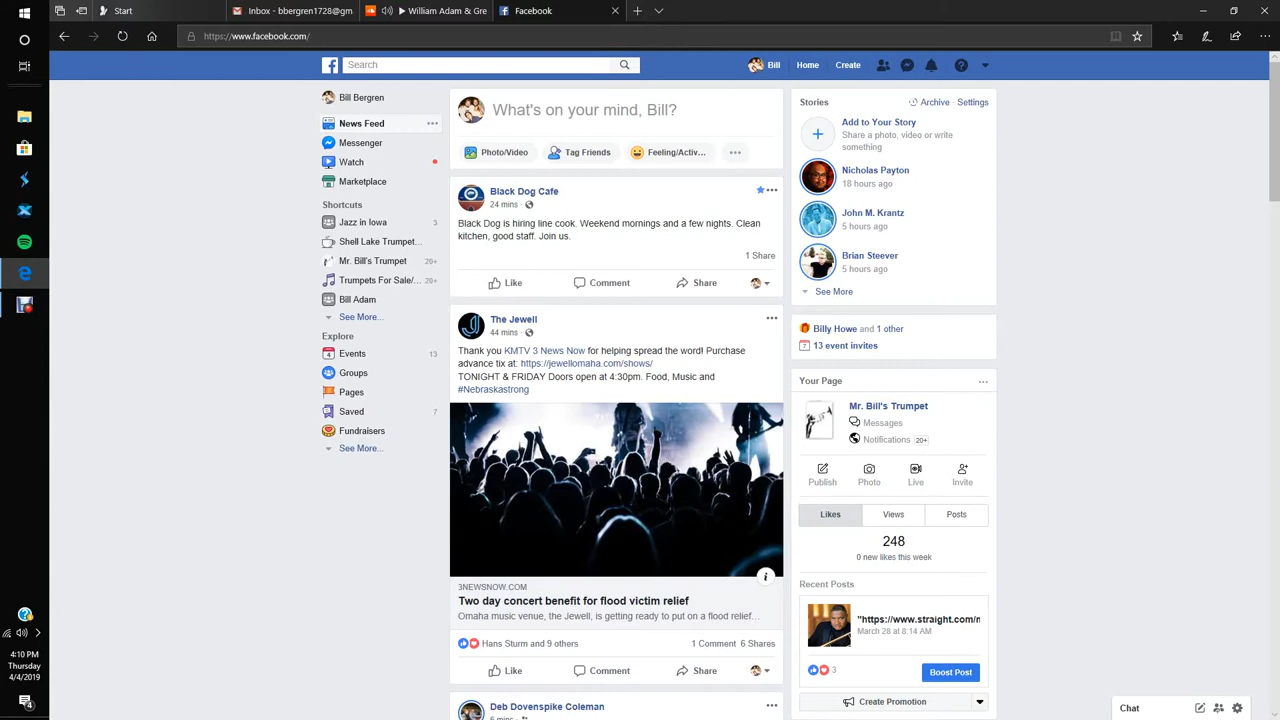 Start
Inbox - bbergren1728@gm
William Adam & Gre
Facebook
https://www.facebook.com/
Search
Bill
Home
Create
Bill Bergren
News Feed
Messenger
Watch
Marketplace
Shortcuts
Jazz in Iowa 3
Shell Lake Trumpet...
Mr. Bill's Trumpet 20+
Trumpets For Sale/... 20+
Bill Adam
See More...
Explore
Events 13
Groups
Pages
Saved 7
Fundraisers
See More...
What's on your mind, Bill?
Photo/Video
Tag Friends
Feeling/Activ...
Black Dog Cafe
24 mins ·
Black Dog is hiring line cook. Weekend mornings and a few nights. Clean
kitchen, good staff. Join us.
1 Share
Like
Comment
Share
The Jewell
44 mins ·
Thank you KMTV 3 News Now for helping spread the word! Purchase
advance tix at: https://jewellomaha.com/shows/
TONIGHT & FRIDAY Doors open at 4:30pm. Food, Music and
#Nebraskastrong
3NEWSNOW.COM
Two day concert benefit for flood victim relief
Omaha music venue, the Jewell, is getting ready to put on a flood relief...
Hans Sturm and 9 others
1 Comment 6 Shares
Like
Comment
Share
Deb Dovenspike Coleman
Stories
Archive · Settings
Add to Your Story
Share a photo, video or write
something
Nicholas Payton
18 hours ago
John M. Krantz
5 hours ago
Brian Steever
5 hours ago
See More
Billy Howe and 1 other
13 event invites
Your Page
Mr. Bill's Trumpet
Messages
Notifications 20+
Publish
Photo
Live
Invite
Likes
Views
Posts
248
0 new likes this week
Recent Posts
"https://www.straight.com/n
March 28 at 8:14 AM
3
Boost Post
Create Promotion
Chat
4:10 PM
Thursday
4/4/2019
4